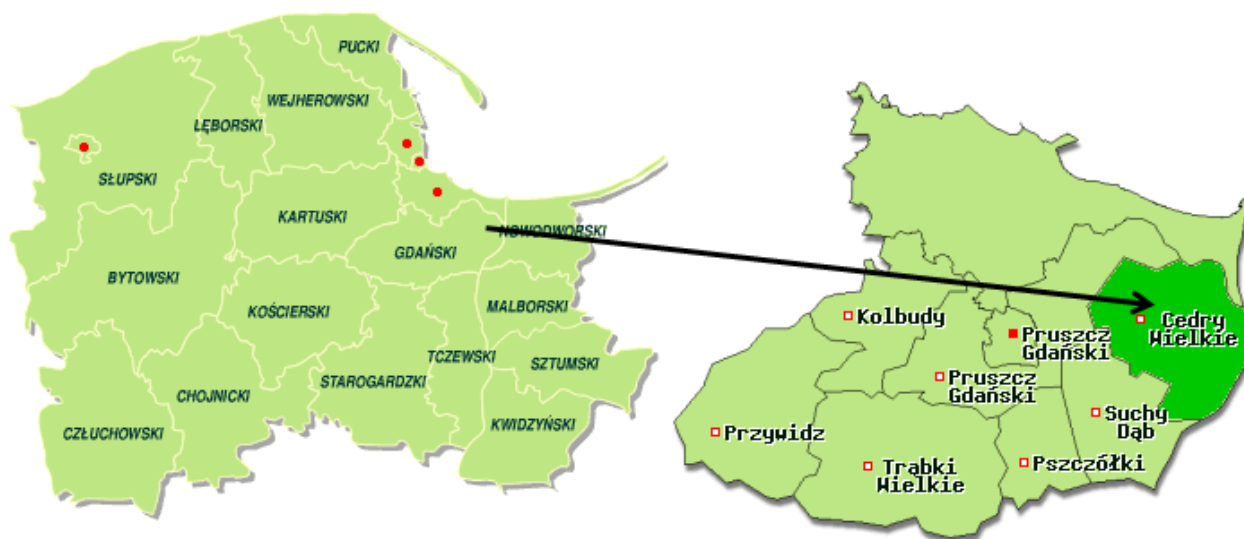 PUCKI
WEJHEROWSKI
LĘBORSKI
SŁUPSKI
KARTUSKI
NOWODWORSKI
GDAŃSKI
BYTOWSKI
KOŚCIERSKI
MALBORSKI
TCZEWSKI
SZTUMSKI
STAROGARDZKI
CHOJNICKI
KWIDZYŃSKI
CZŁUCHOWSKI
Kolbudy
Cedry
Wielkie
Pruszcz
Gdański
Pruszcz
Gdański
Suchy
Dąb
Przywidz
Trąbki
Wielkie
Pszczółki